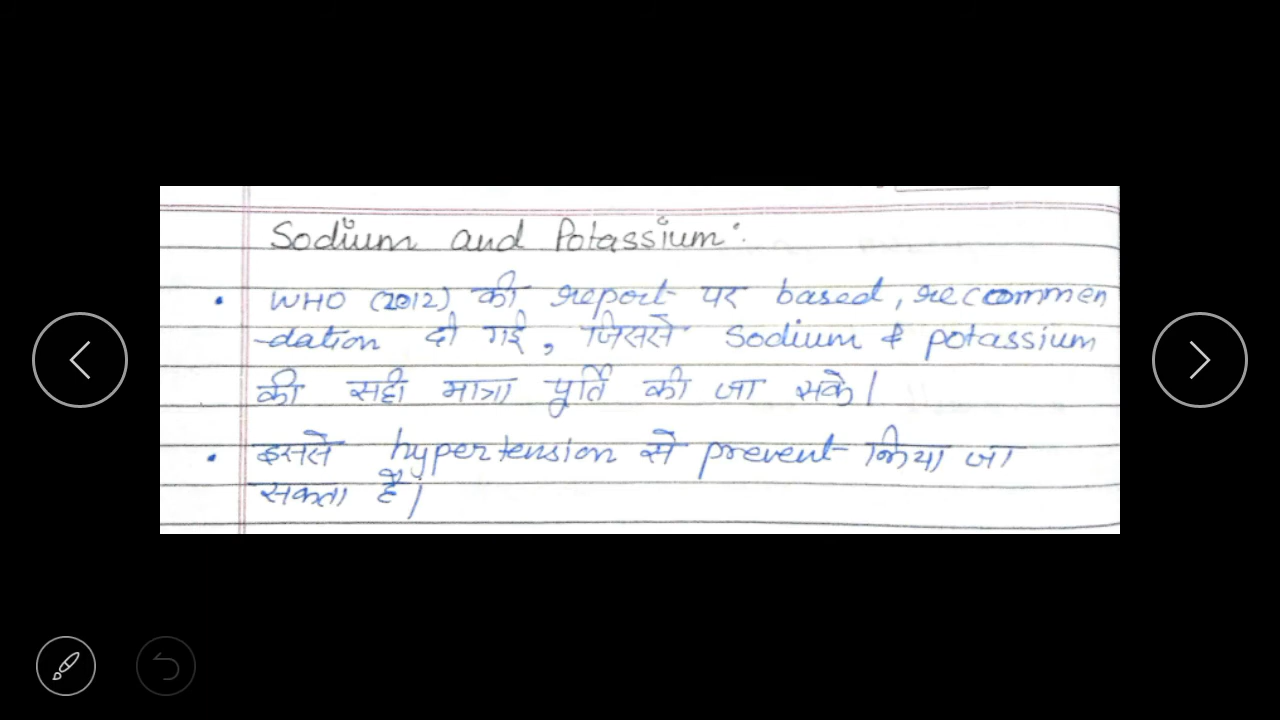 Sodium and Potassium:
• WHO (2012) की report पर based, recommen
-dation दी गई, जिससे Sodium & potassium
की सही मात्रा पूर्ति की जा सके।
• इससे hypertension से prevent किया जा
सकता है।